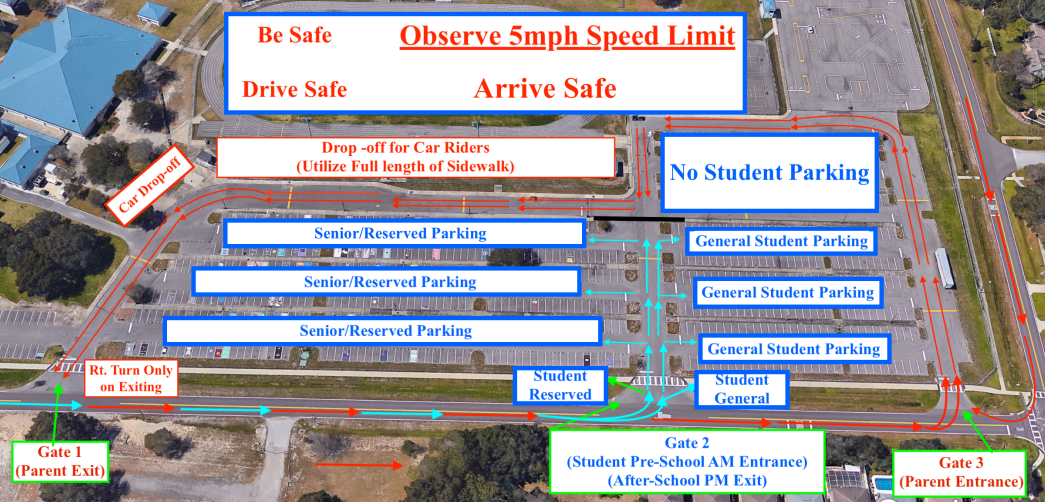 Be Safe
Observe 5mph Speed Limit
Drive Safe
Arrive Safe
Drop -off for Car Riders
(Utilize Full length of Sidewalk)
Car Drop-off
No Student Parking
Senior/Reserved Parking
General Student Parking
Senior/Reserved Parking
General Student Parking
Senior/Reserved Parking
General Student Parking
Rt. Turn Only
on Exiting
Student
Reserved
Student
General
Gate 1
(Parent Exit)
Gate 2
(Student Pre-School AM Entrance)
(After-School PM Exit)
Gate 3
(Parent Entrance)